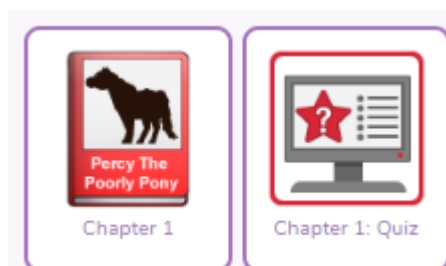 Percy The
Poorly Pony
?
Chapter 1
Chapter 1: Quiz